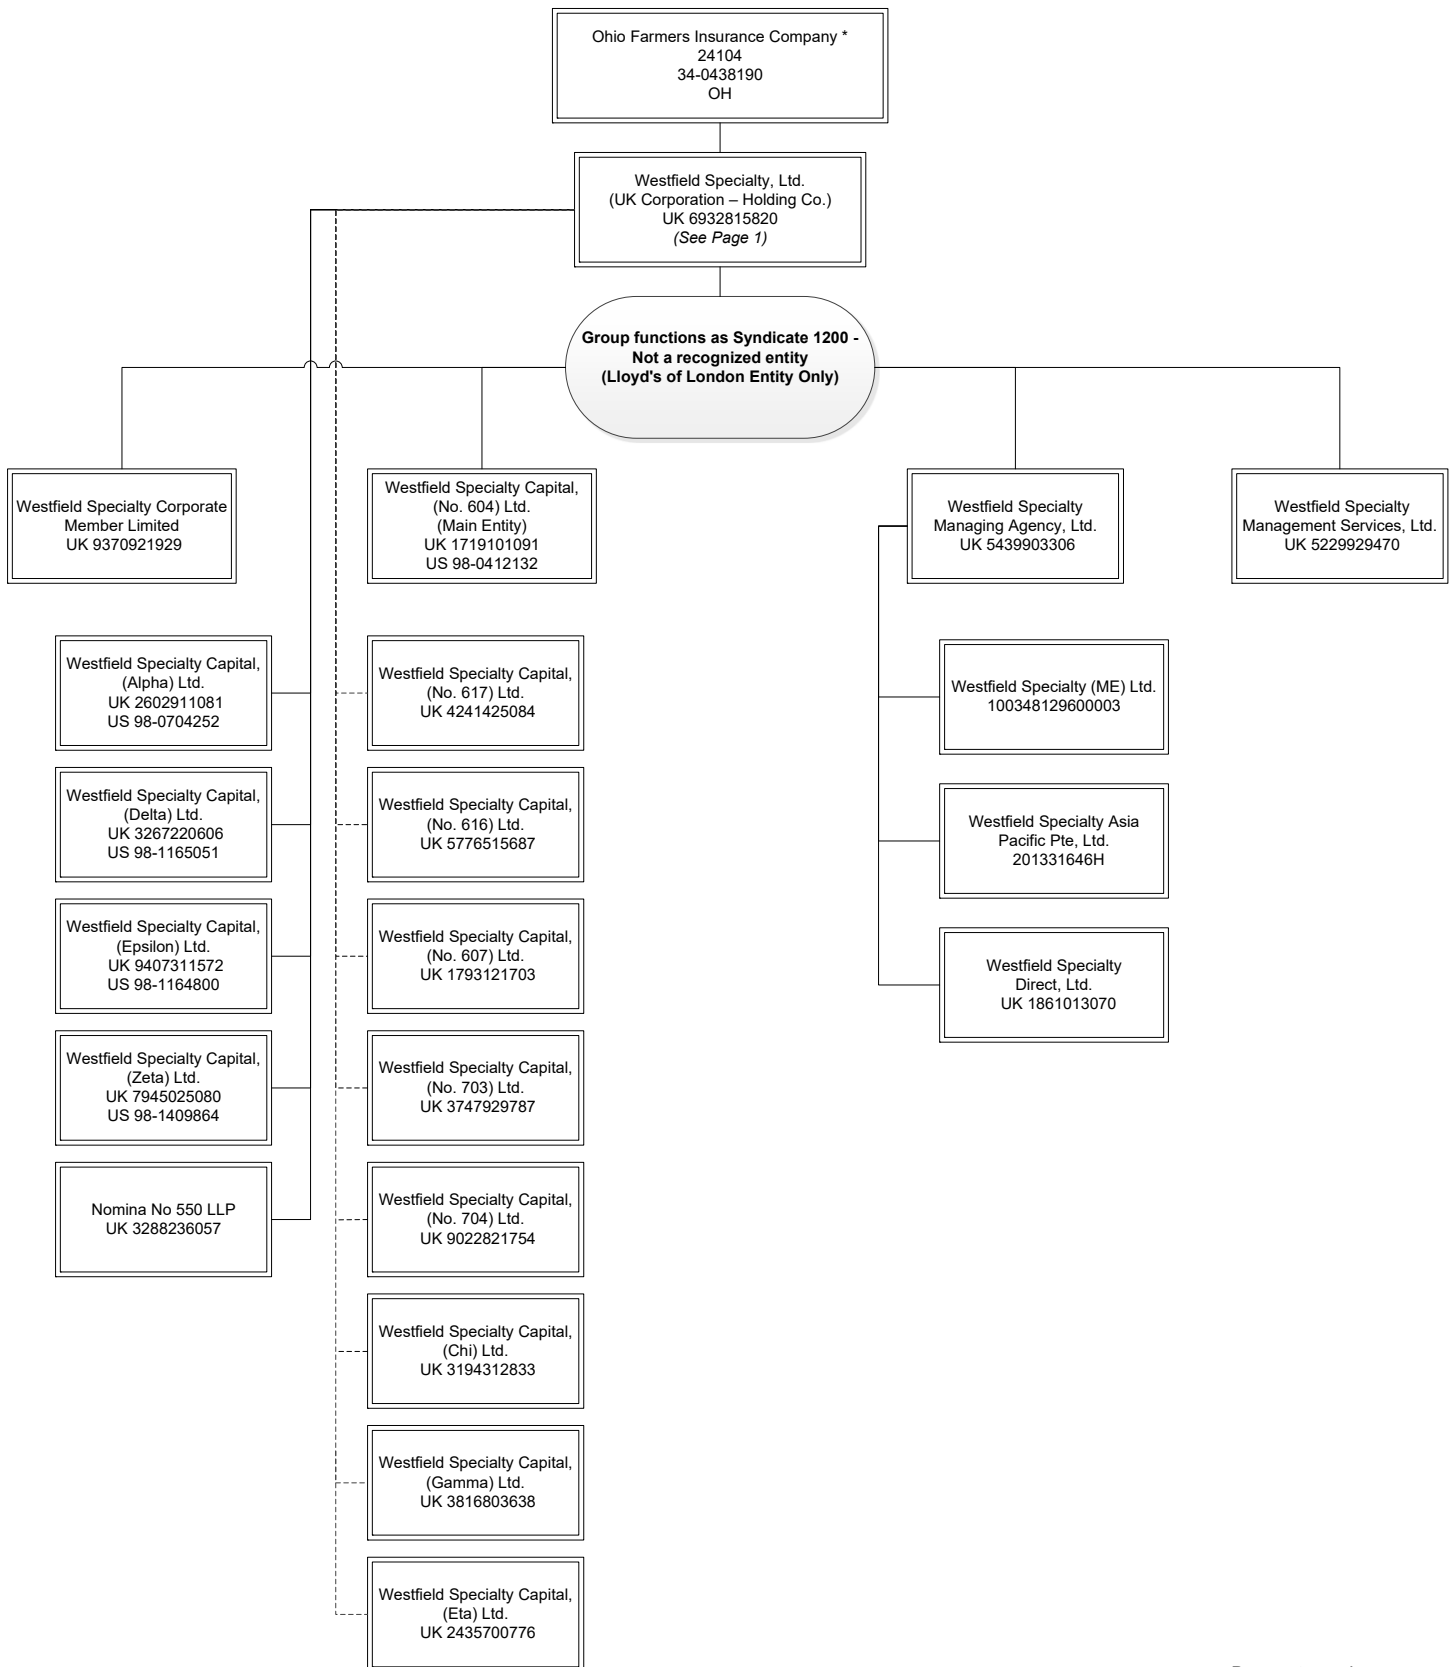 Ohio Farmers Insurance Company *
24104
34-0438190
OH
Westfield Specialty, Ltd.
(UK Corporation – Holding Co.)
UK 6932815820
(See Page 1)
Group functions as Syndicate 1200 -
Not a recognized entity
(Lloyd's of London Entity Only)
Westfield Specialty Corporate
Member Limited
UK 9370921929
Westfield Specialty Capital,
(No. 604) Ltd.
(Main Entity)
UK 1719101091
US 98-0412132
Westfield Specialty
Managing Agency, Ltd.
UK 5439903306
Westfield Specialty
Management Services, Ltd.
UK 5229929470
Westfield Specialty Capital,
(Alpha) Ltd.
UK 2602911081
US 98-0704252
Westfield Specialty Capital,
(Delta) Ltd.
UK 3267220606
US 98-1165051
Westfield Specialty Capital,
(Epsilon) Ltd.
UK 9407311572
US 98-1164800
Westfield Specialty Capital,
(Zeta) Ltd.
UK 7945025080
US 98-1409864
Nomina No 550 LLP
UK 3288236057
Westfield Specialty Capital,
(No. 617) Ltd.
UK 4241425084
Westfield Specialty Capital,
(No. 616) Ltd.
UK 5776515687
Westfield Specialty Capital,
(No. 607) Ltd.
UK 1793121703
Westfield Specialty Capital,
(No. 703) Ltd.
UK 3747929787
Westfield Specialty Capital,
(No. 704) Ltd.
UK 9022821754
Westfield Specialty Capital,
(Chi) Ltd.
UK 3194312833
Westfield Specialty Capital,
(Gamma) Ltd.
UK 3816803638
Westfield Specialty Capital,
(Eta) Ltd.
UK 2435700776
Westfield Specialty (ME) Ltd.
100348129600003
Westfield Specialty Asia
Pacific Pte, Ltd.
201331646H
Westfield Specialty
Direct, Ltd.
UK 1861013070